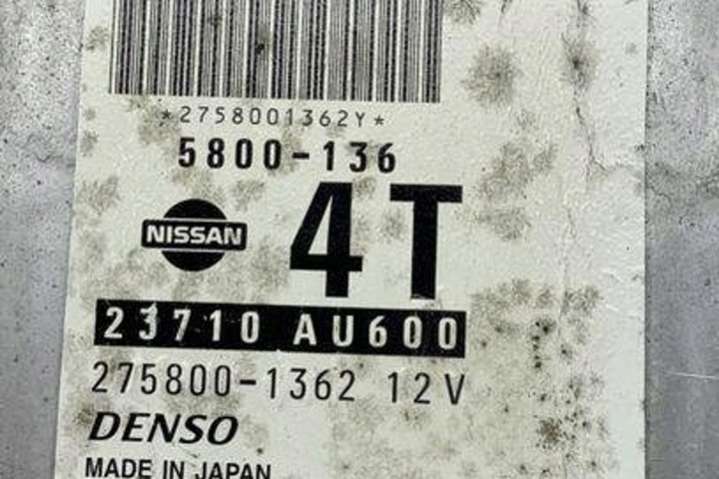 *2758001362Y*
5800-136
NISSAN 4T
23710 AU600
275800-1362 12V
DENSO
MADE IN JAPAN